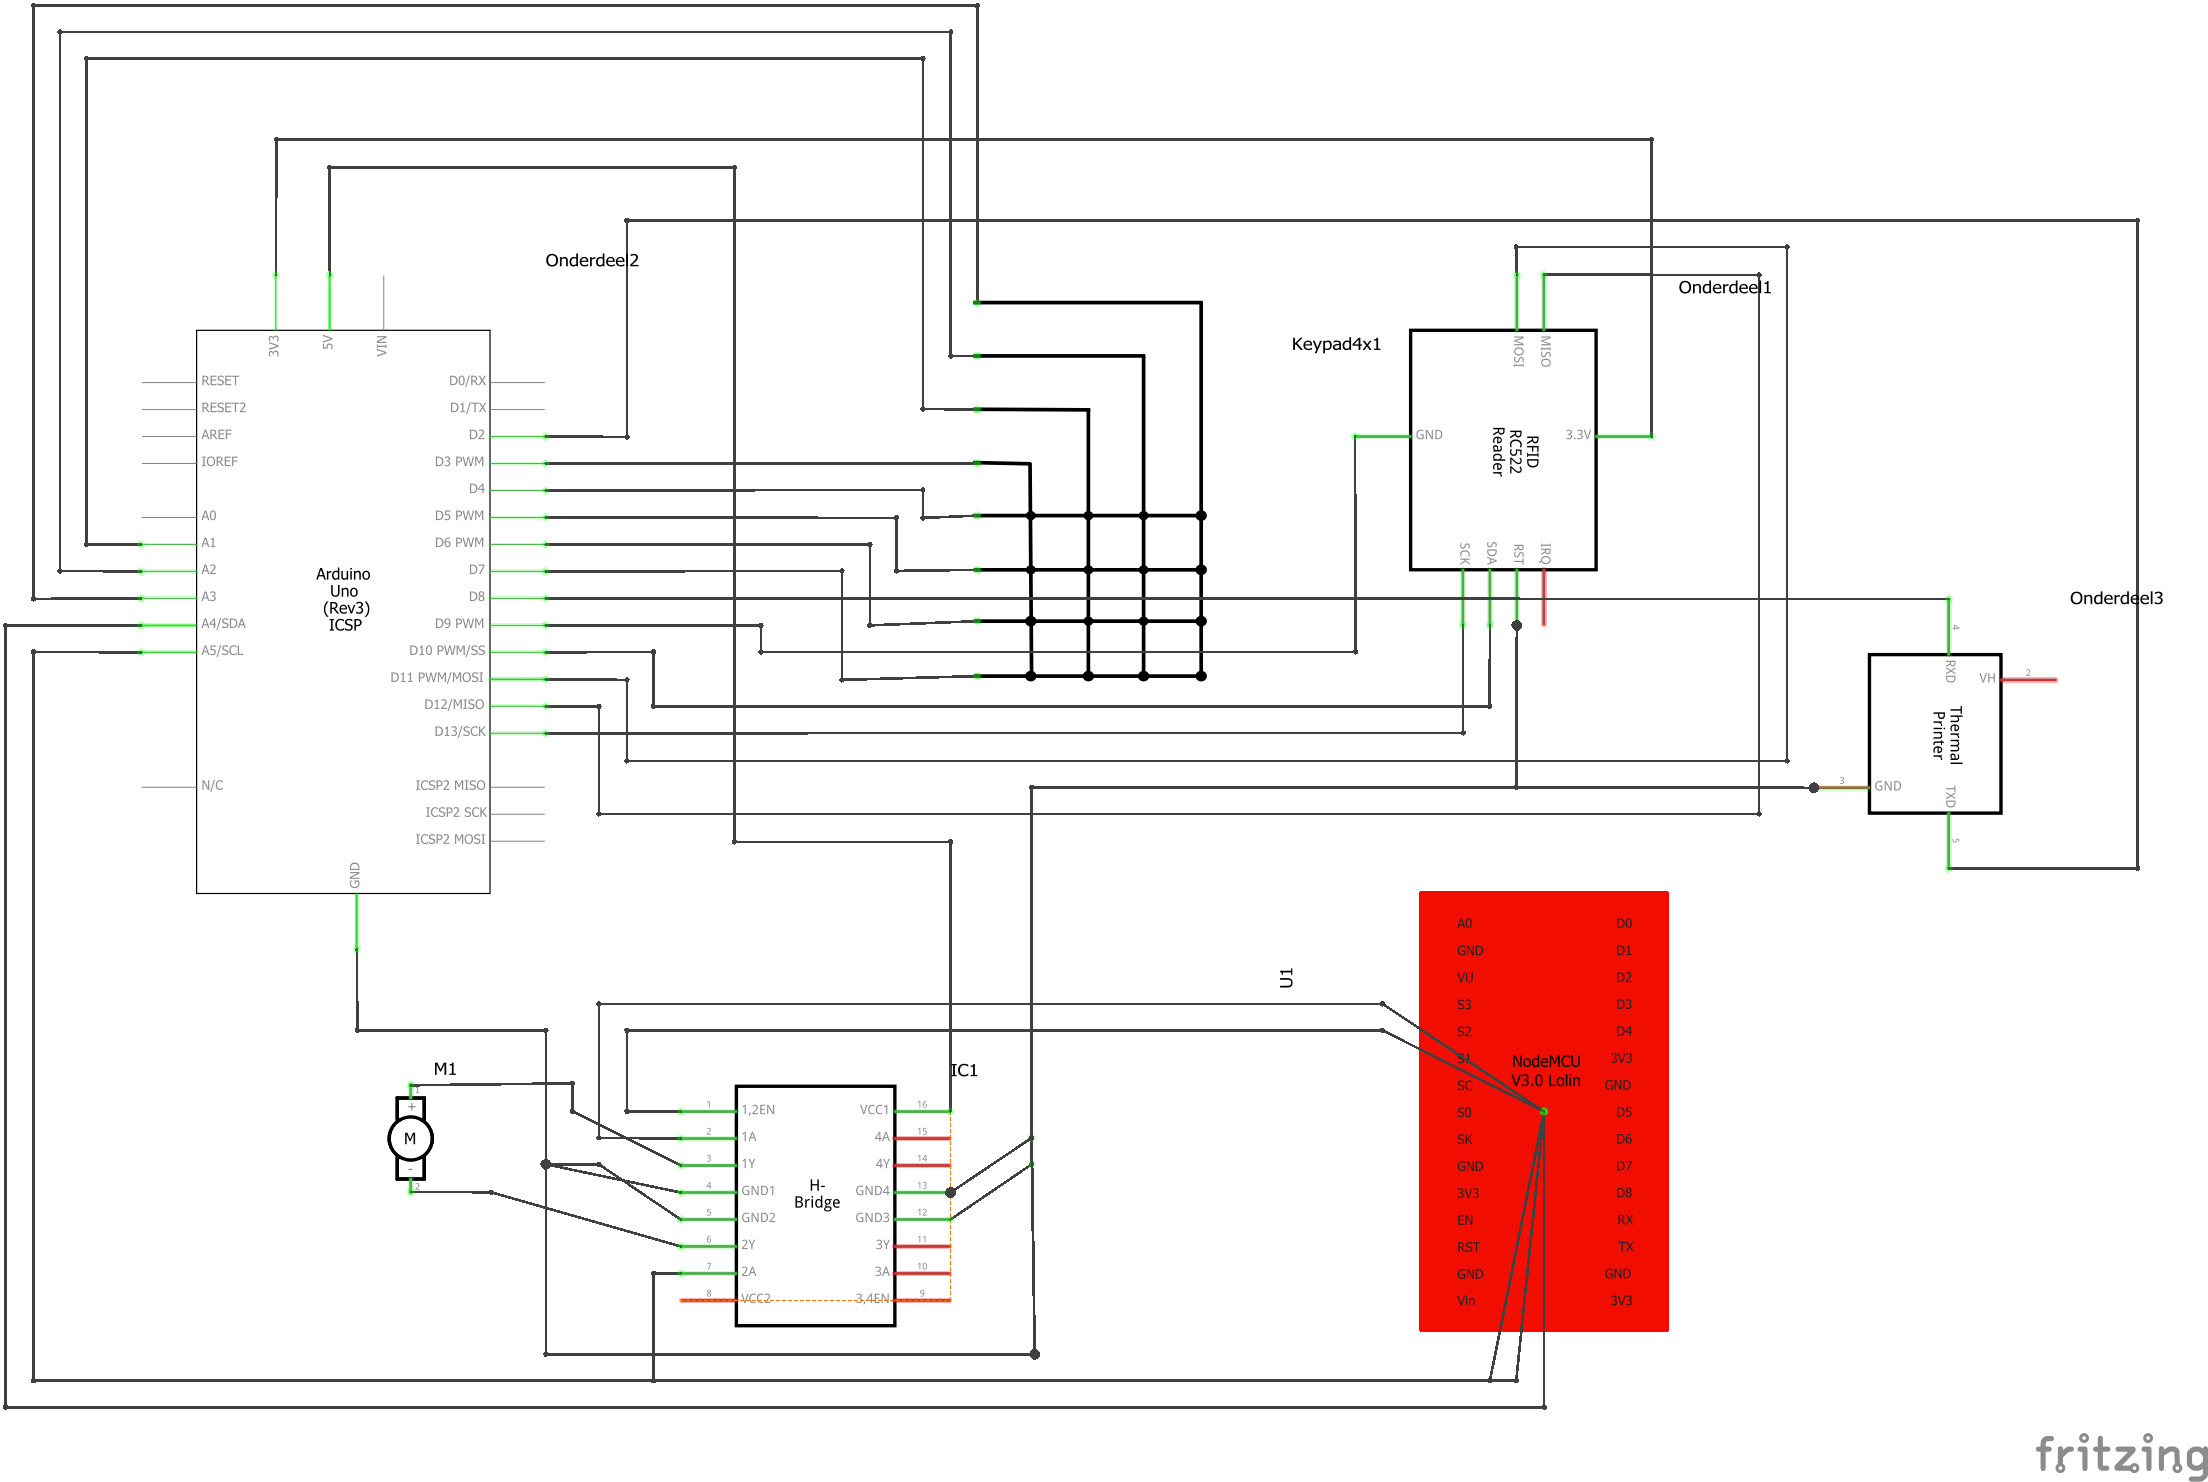 Onderdeel2
3V3
5V
VIN
RESET
RESET2
AREF
IOREF
A0
A1
A2
A3
A4/SDA
A5/SCL
N/C
Arduino
Uno
(Rev3)
ICSP
D0/RX
D1/TX
D2
D3 PWM
D4
D5 PWM
D6 PWM
D7
D8
D9 PWM
D10 PWM/SS
D11 PWM/MOSI
D12/MISO
D13/SCK
ICSP2 MISO
ICSP2 SCK
ICSP2 MOSI
GND
Keypad4x1
Onderdeel1
MOSI
MISO
GND
3.3V
RFID
RC522
Reader
SCK
SDA
RST
IRQ
Onderdeel3
4
RXD
VH
2
Thermal
Printer
3
GND
TXD
5
M1
1
+
M
-
2
IC1
1
1,2EN
2
1A
3
1Y
4
GND1
5
GND2
6
2Y
7
2A
8
VCC2
H-
Bridge
VCC1
16
4A
15
4Y
14
GND4
13
GND3
12
3Y
11
3A
10
3,4EN
9
U1
A0
GND
VU
S3
S2
S1
SC
S0
SK
GND
3V3
EN
RST
GND
Vin
NodeMCU
V3.0 Lolin
D0
D1
D2
D3
D4
3V3
GND
D5
D6
D7
D8
RX
TX
GND
3V3
fritzing